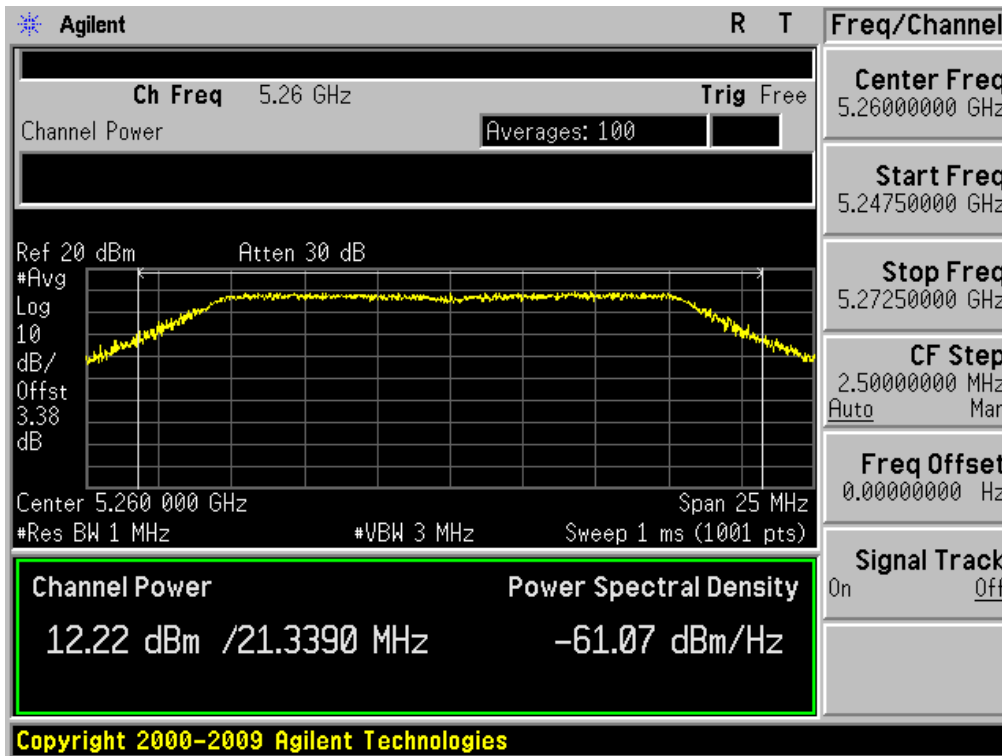 Agilent
R T
Freq/Channel
Ch Freq 5.26 GHz
Trig Free
Channel Power
Averages: 100
Ref 20 dBm
Atten 30 dB
#Avg
Log
10
dB/
Offst
3.38
dB
Center 5.260 000 GHz
Span 25 MHz
#Res BW 1 MHz
#VBW 3 MHz
Sweep 1 ms (1001 pts)
Channel Power
Power Spectral Density
12.22 dBm /21.3390 MHz
-61.07 dBm/Hz
Center Freq
5.26000000 GHz
Start Freq
5.24750000 GHz
Stop Freq
5.27250000 GHz
CF Step
2.50000000 MHz
Auto Man
Freq Offset
0.00000000 Hz
Signal Track
On Off
Copyright 2000-2009 Agilent Technologies